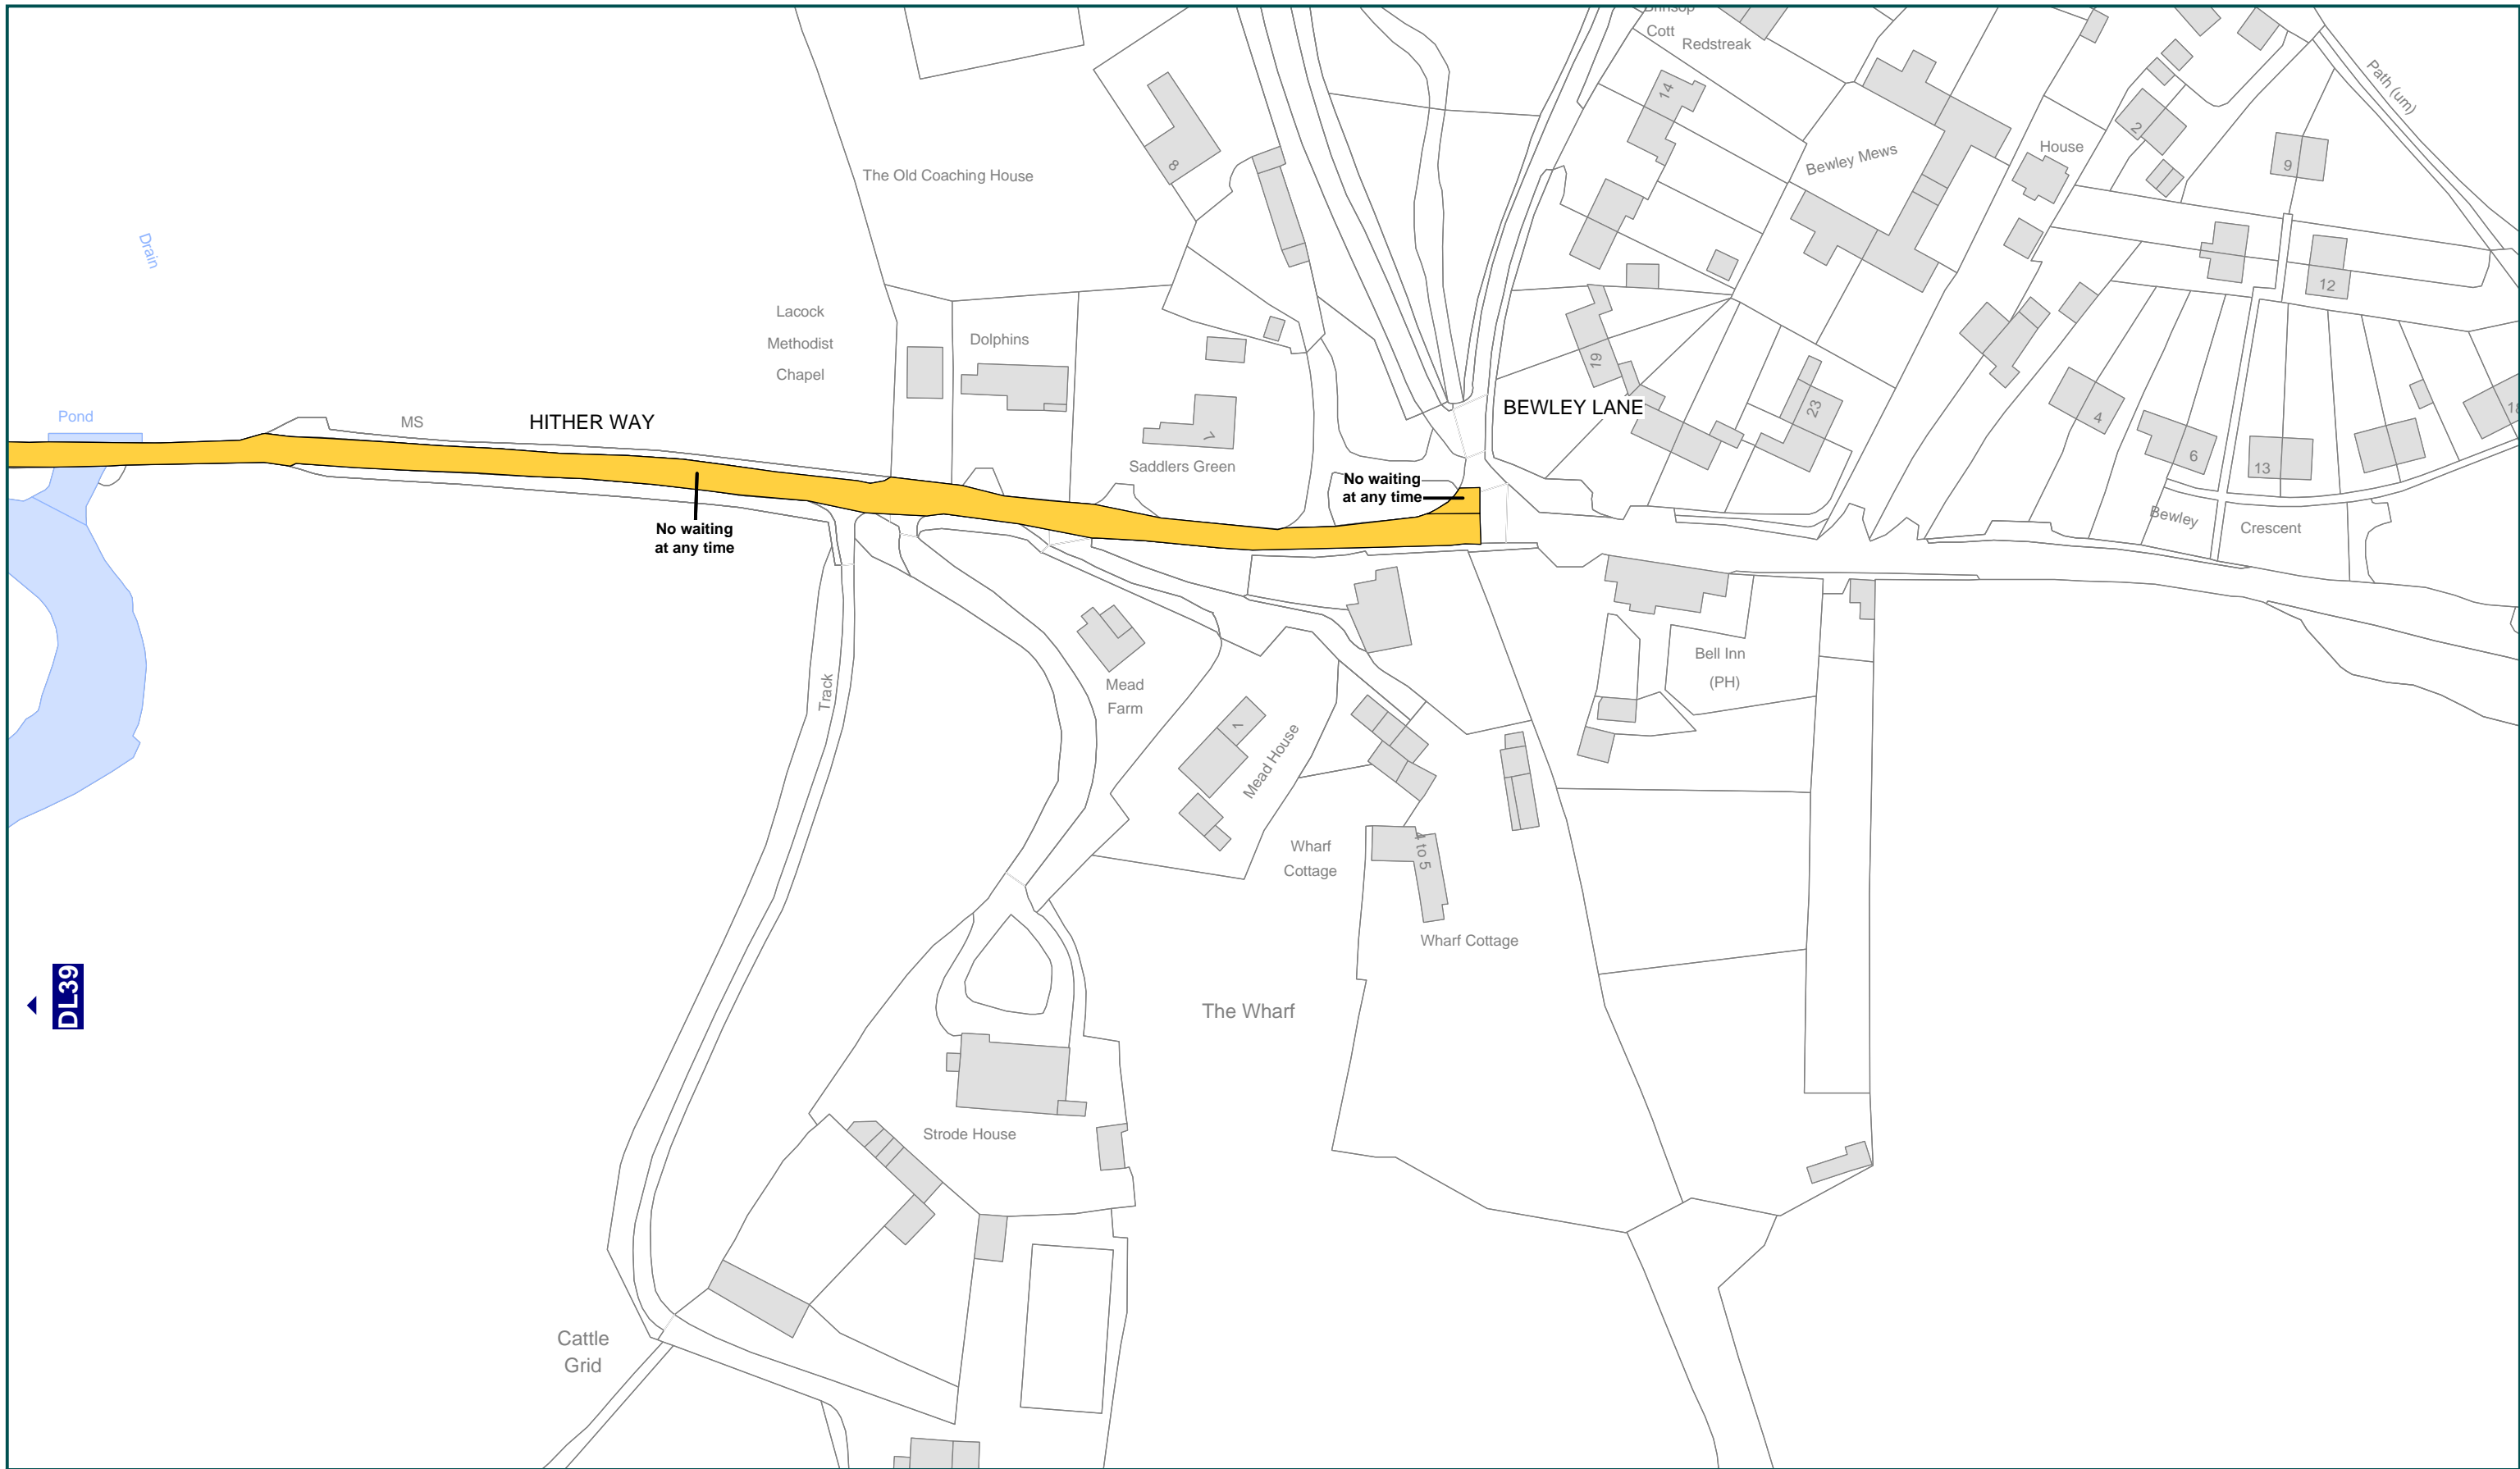 Cott
Redstreak
Path (um)
14
2
House
Bewley Mews
9
8
The Old Coaching House
Drain
12
Lacock
Methodist
Chapel
Dolphins
19
BEWLEY LANE
23
Pond
MS
HITHER WAY
4
7
6
13
Saddlers Green
No waiting
at any time
Bewley
Crescent
No waiting
at any time
Bell Inn
(PH)
Track
Mead
Farm
1
Mead House
Wharf
Cottage
4 to 5
Wharf Cottage
DL39
The Wharf
Strode House
Cattle
Grid